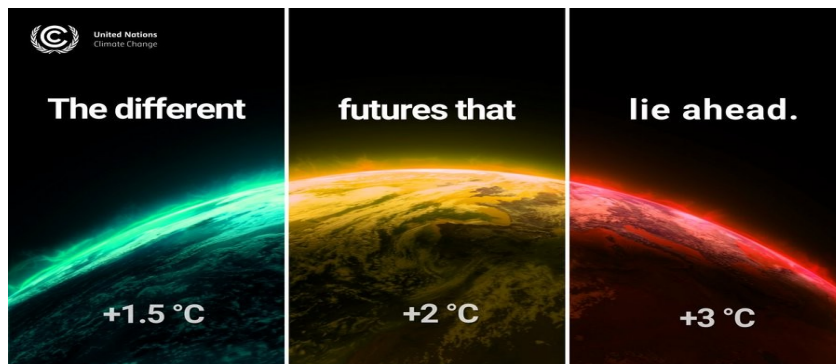 United Nations
Climate Change
The different futures that lie ahead.
+1.5 °C
+2 °C
+3 °C